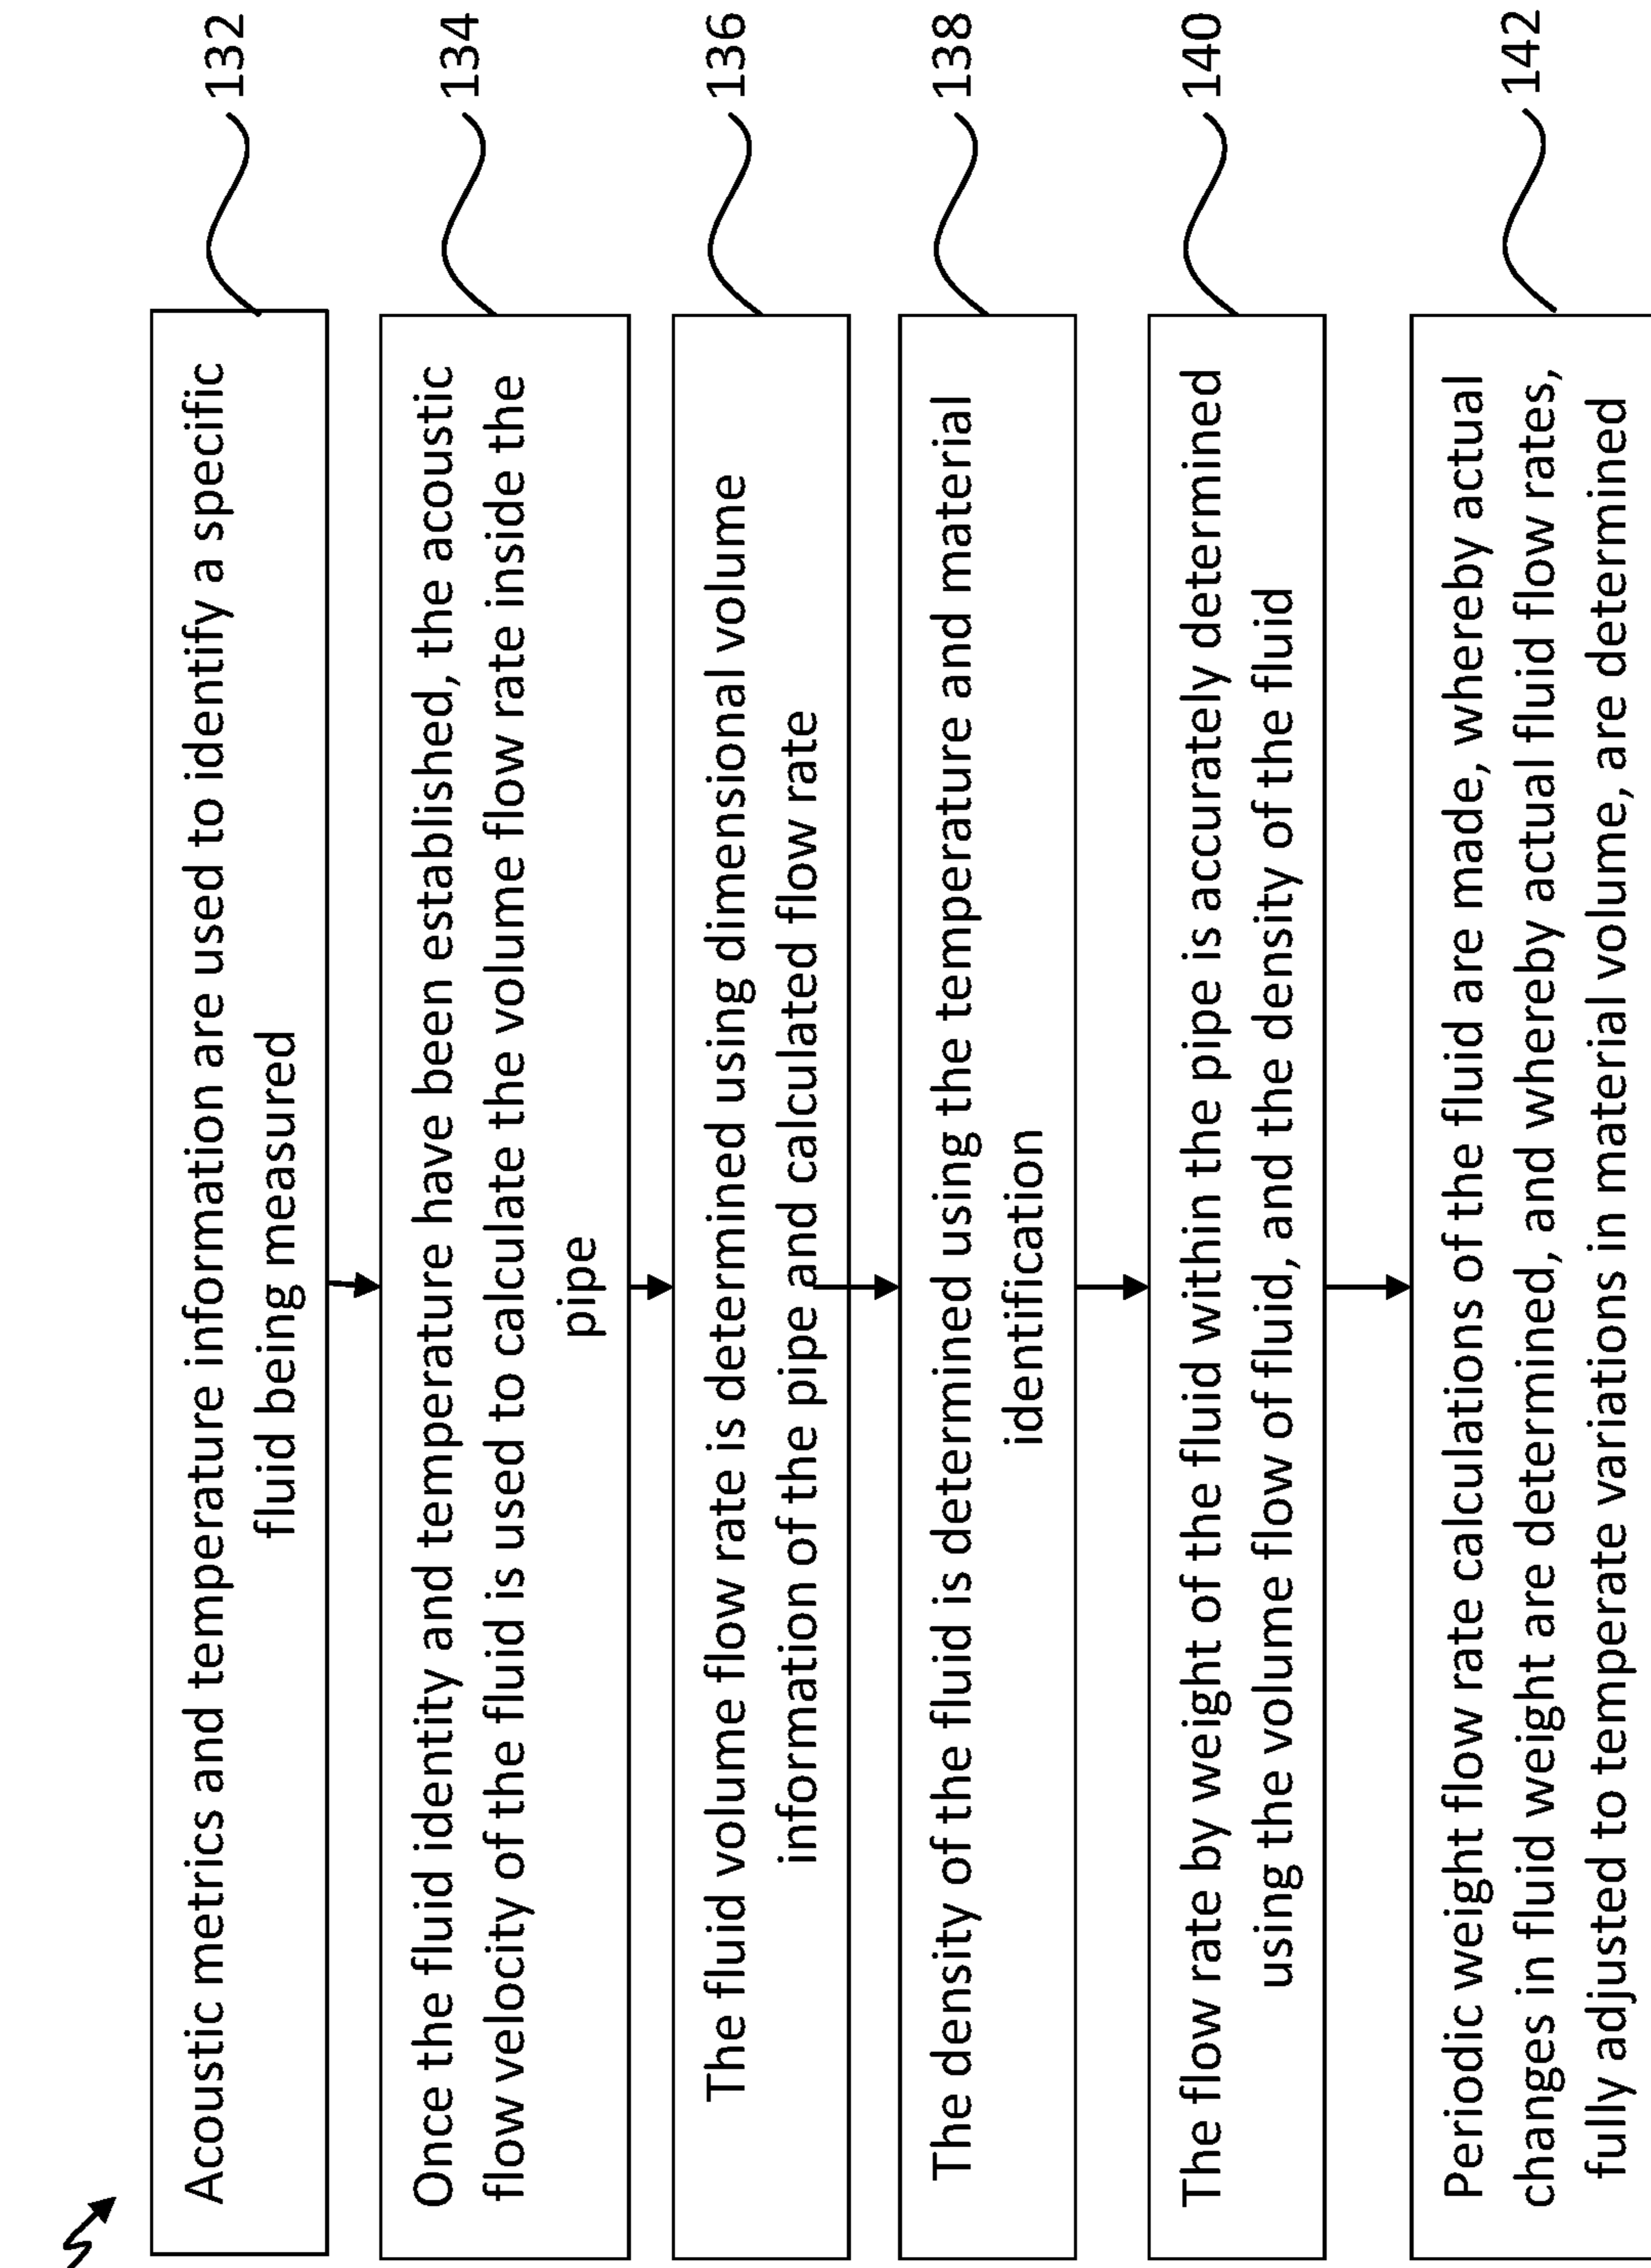 Acoustic metrics and temperature information are used to identify a specific
fluid being measured
132
Once the fluid identity and temperature have been established, the acoustic
flow velocity of the fluid is used to calculate the volume flow rate inside the
pipe
134
The fluid volume flow rate is determined using dimensional volume
information of the pipe and calculated flow rate
136
The density of the fluid is determined using the temperature and material
identification
138
The flow rate by weight of the fluid within the pipe is accurately determined
using the volume flow of fluid, and the density of the fluid
140
Periodic weight flow rate calculations of the fluid are made, whereby actual
changes in fluid weight are determined, and whereby actual fluid flow rates,
fully adjusted to temperate variations in material volume, are determined
142